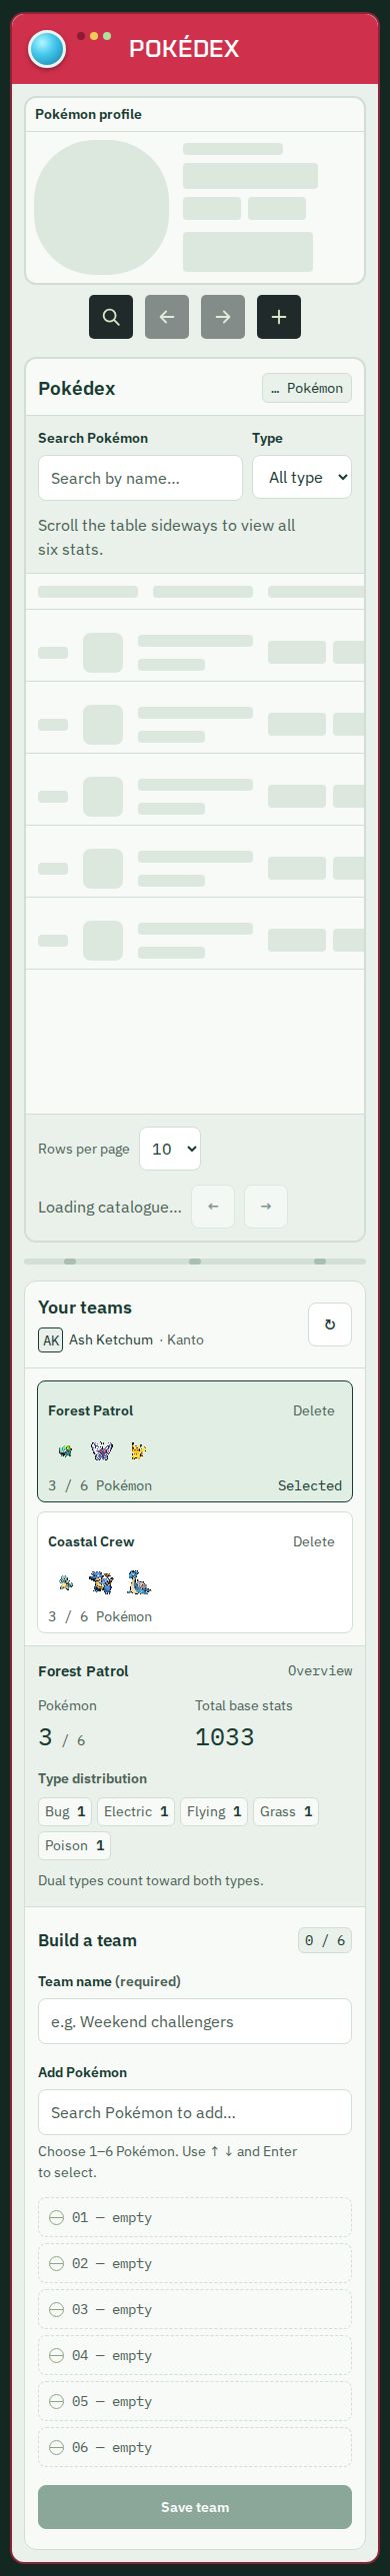 POKÉDEX
Pokémon profile
Pokédex
… Pokémon
Search Pokémon
Type
Search by name...
All type
Scroll the table sideways to view all
six stats.
Rows per page
10
Loading catalogue…
←
→
Your teams
AK Ash Ketchum · Kanto
↻
Forest Patrol
Delete
3 / 6 Pokémon
Selected
Coastal Crew
Delete
3 / 6 Pokémon
Forest Patrol
Overview
Pokémon
Total base stats
3 / 6
1033
Type distribution
Bug 1
Electric 1
Flying 1
Grass 1
Poison 1
Dual types count toward both types.
Build a team
0 / 6
Team name (required)
e.g. Weekend challengers
Add Pokémon
Search Pokémon to add...
Choose 1–6 Pokémon. Use ↑ ↓ and Enter
to select.
01 — empty
02 — empty
03 — empty
04 — empty
05 — empty
06 — empty
Save team